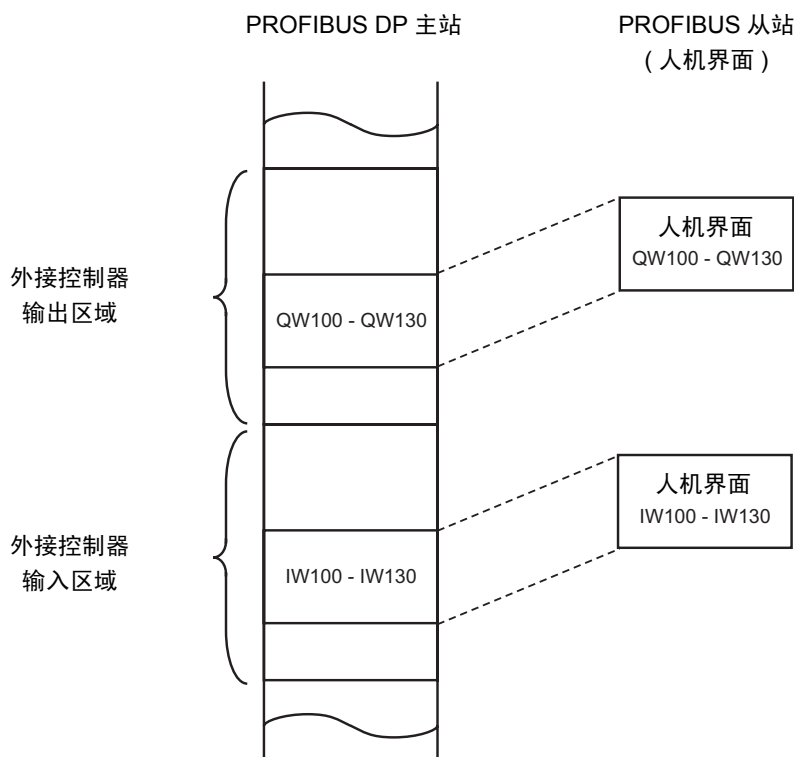 PROFIBUS DP 主站
PROFIBUS 从站
( 人机界面 )
外接控制器
输出区域
QW100 - QW130
人机界面
QW100 - QW130
外接控制器
输入区域
IW100 - IW130
人机界面
IW100 - IW130